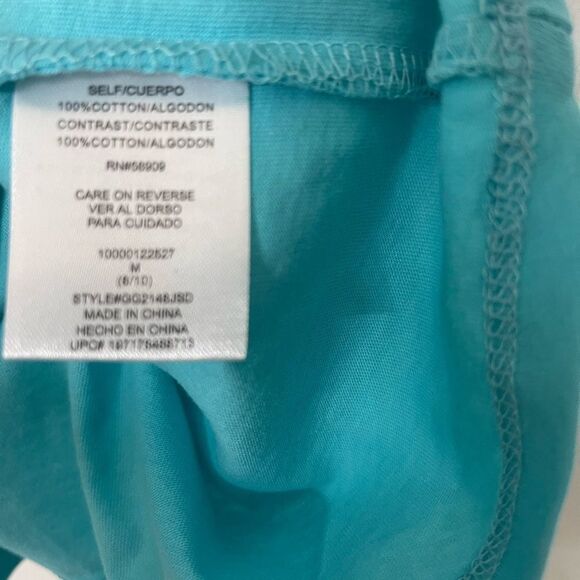 SELF/CUERPO
100%COTTON/ALGODON
CONTRAST/CONTRASTE
100%COTTON/ALGODON
RN#58909
CARE ON REVERSE
VER AL DORSO
PARA CUIDADO
10000122527
M
(8/10)
MADE IN CHINA
HECHO EN CHINA
UPC#